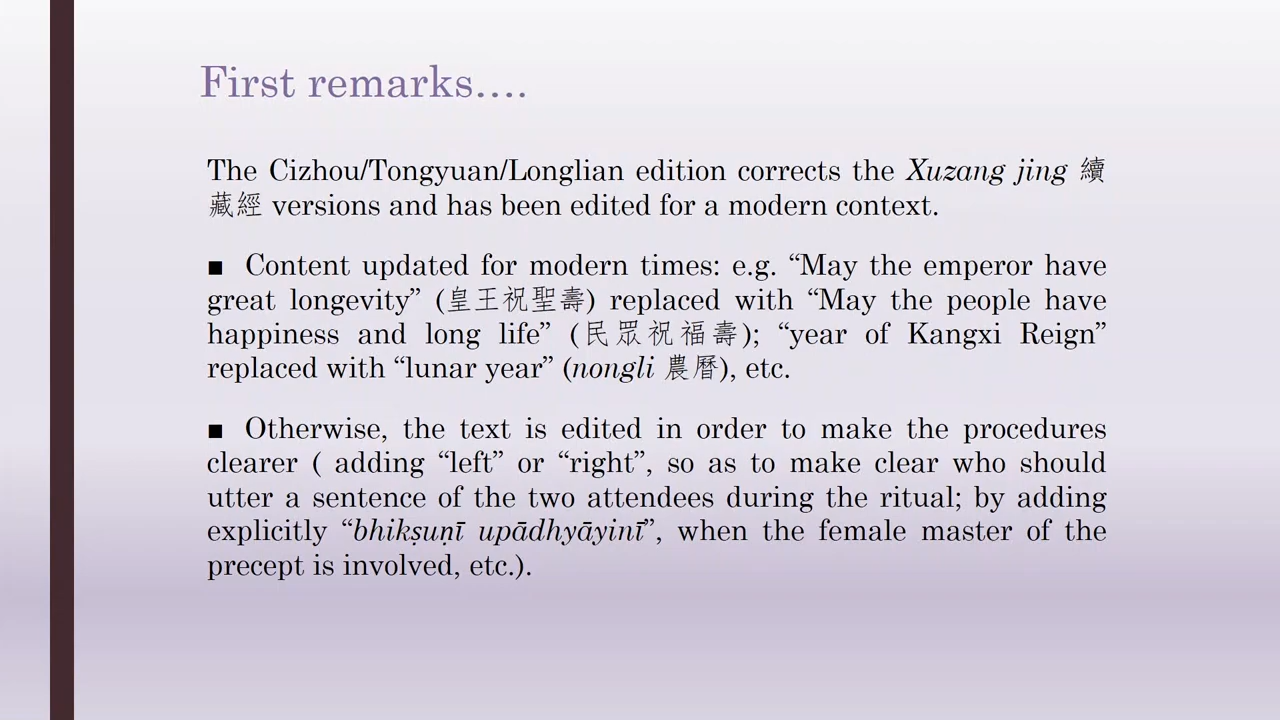 First remarks….
The Cizhou/Tongyuan/Longlian edition corrects the Xuzang jing 續
藏經 versions and has been edited for a modern context.
■ Content updated for modern times: e.g. “May the emperor have
great longevity” (皇王祝聖壽) replaced with “May the people have
happiness and long life” (民眾祝福壽); “year of Kangxi Reign”
replaced with “lunar year” (nongli 農曆), etc.
■ Otherwise, the text is edited in order to make the procedures
clearer ( adding “left” or “right”, so as to make clear who should
utter a sentence of the two attendees during the ritual; by adding
explicitly “bhikṣuṇī upādhyāyinī”, when the female master of the
precept is involved, etc.).